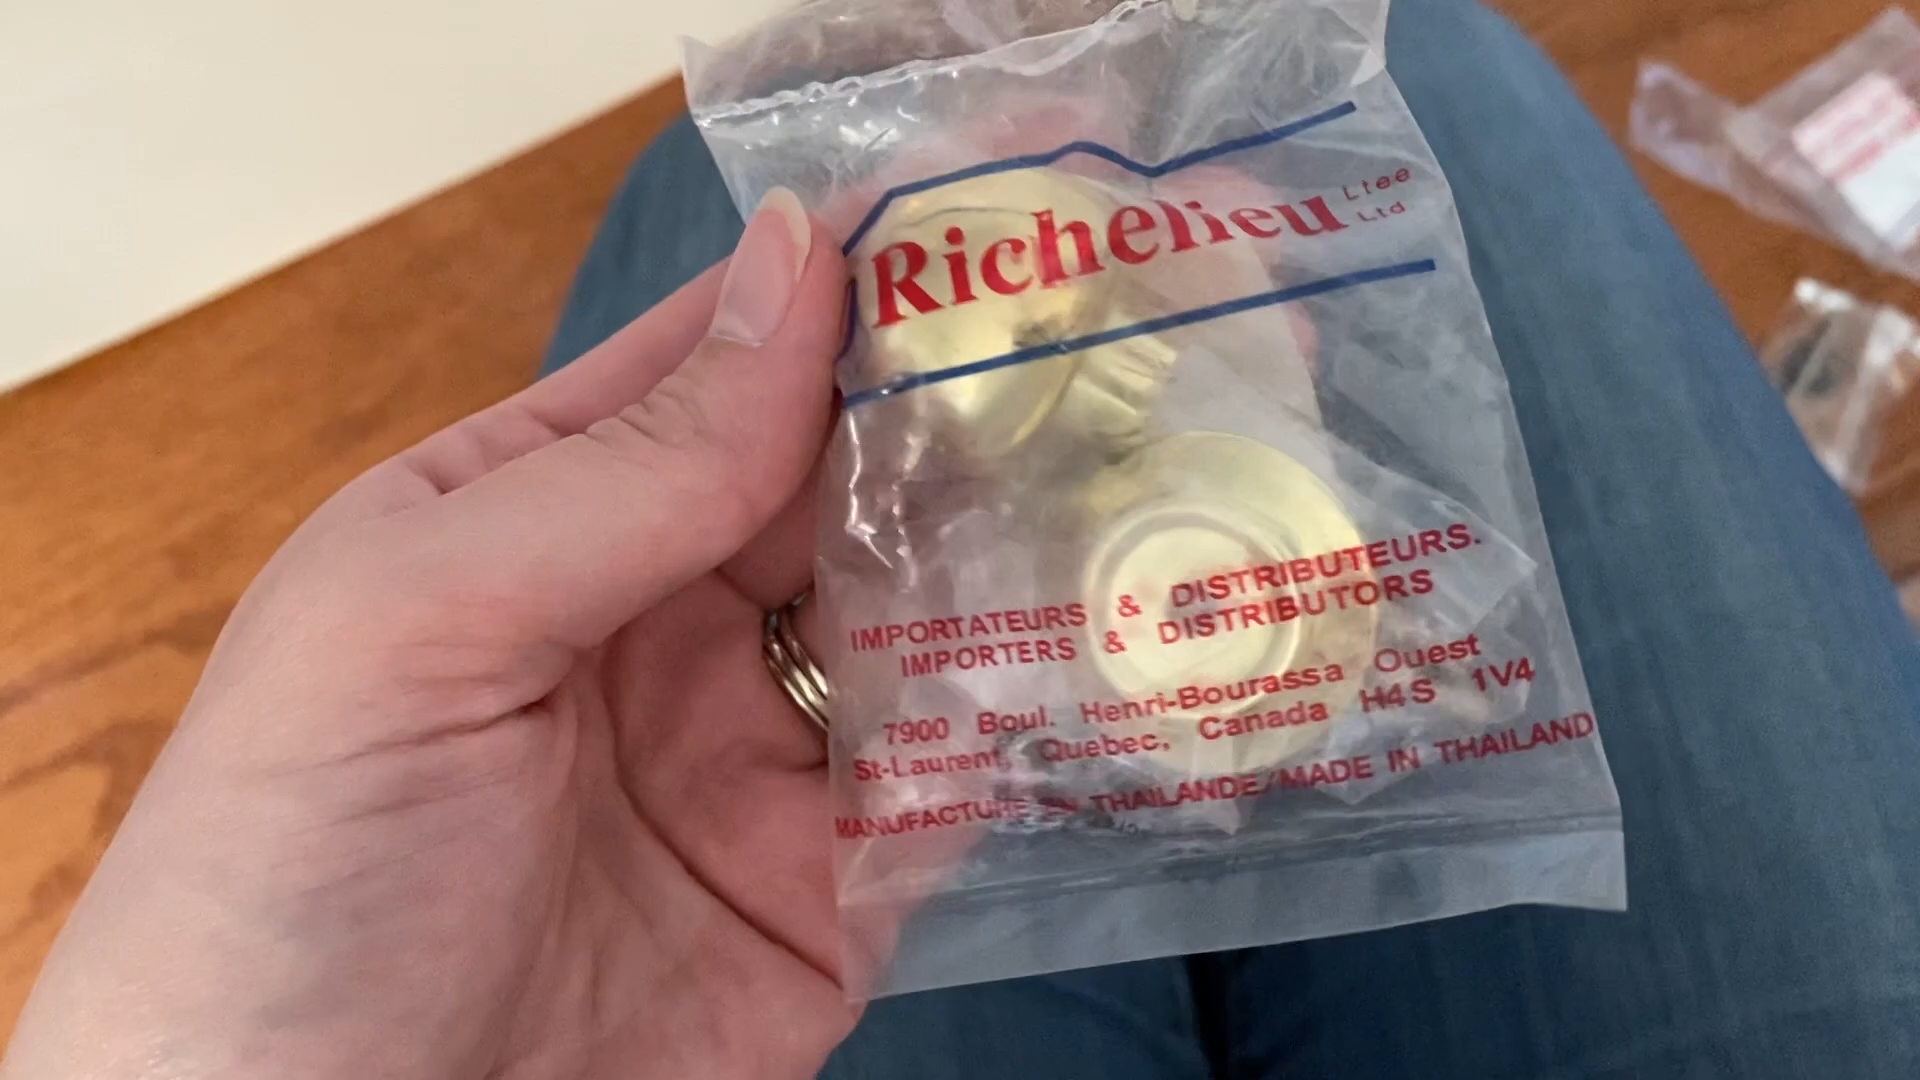 Richelieu Ltee
Ltd
IMPORTATEURS & DISTRIBUTEURS.
IMPORTERS & DISTRIBUTORS
7900 Boul. Henri-Bourassa Ouest
St-Laurent, Quebec, Canada H4S 1V4
MANUFACTURE EN THAILANDE/MADE IN THAILAND